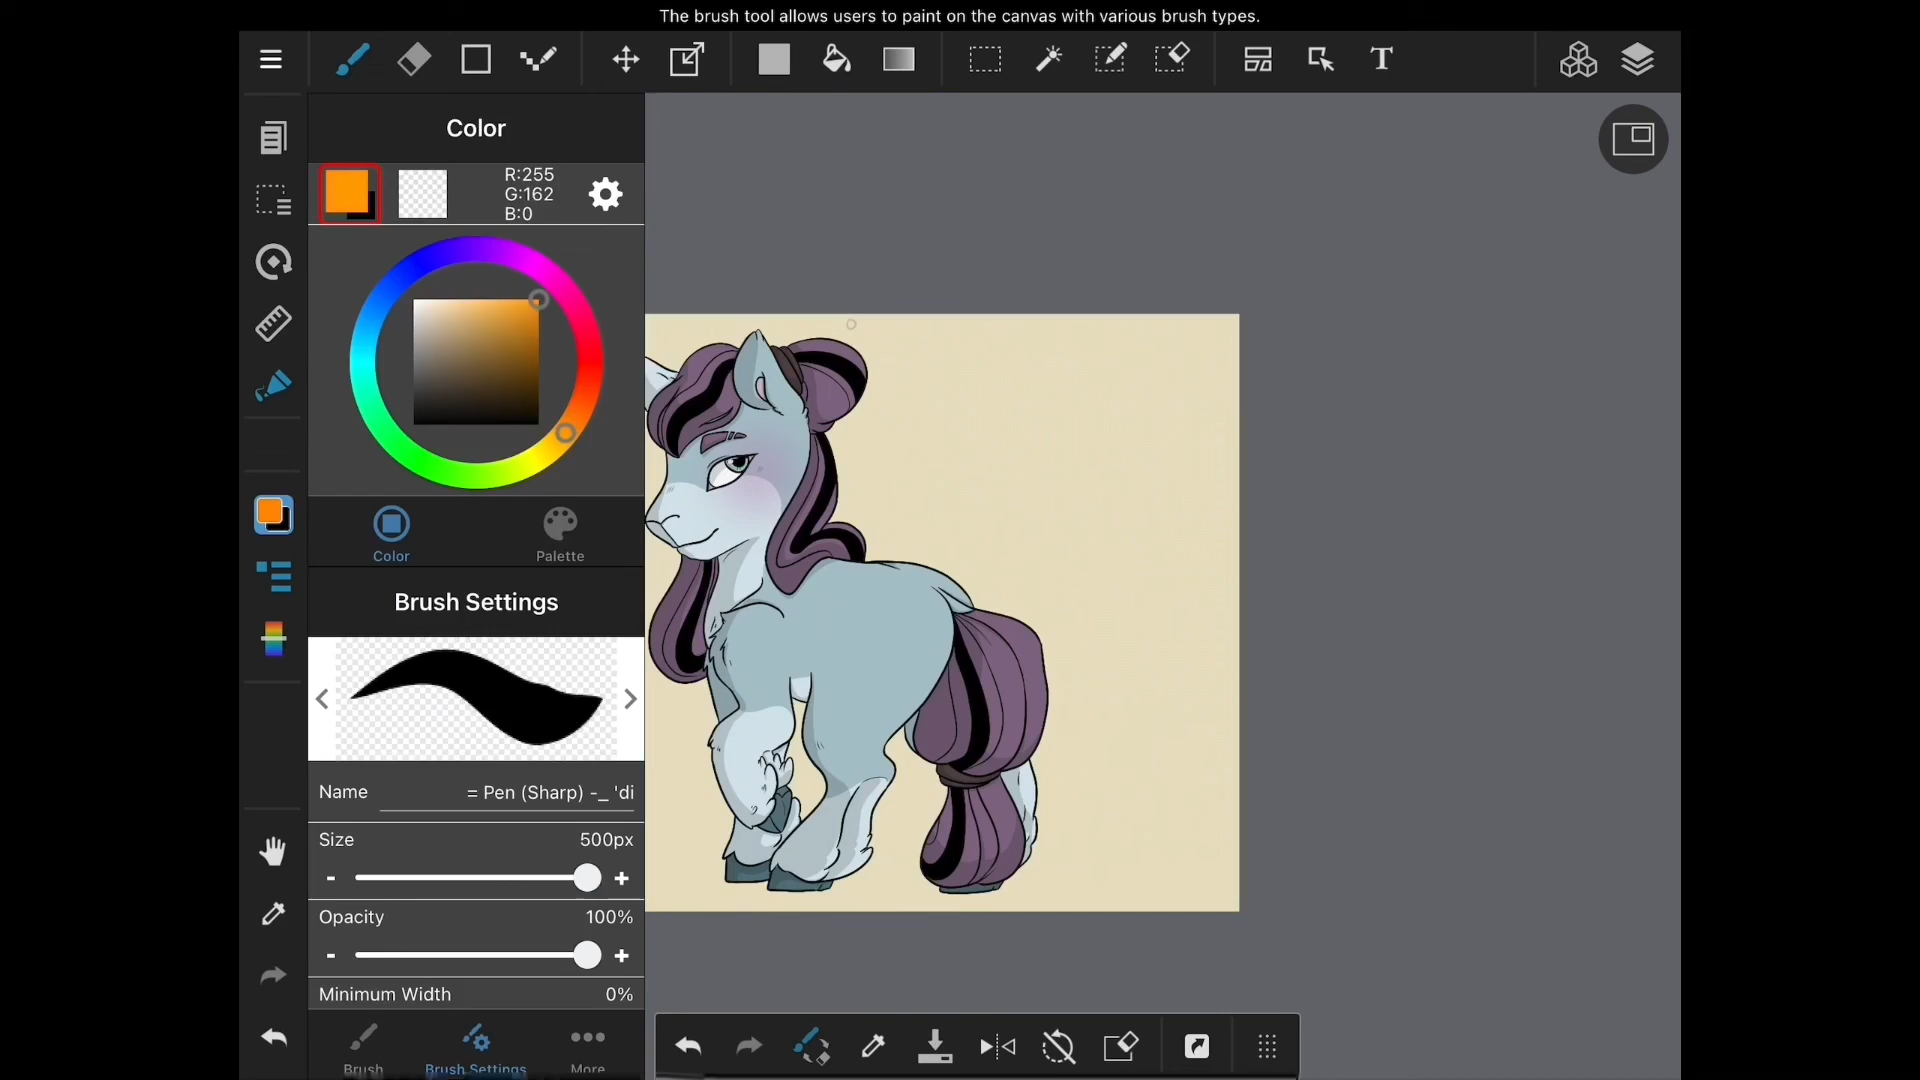 The brush tool allows users to paint on the canvas with various brush types.
T
Color
R:255
G:162
B:0
Color
Palette
Brush Settings
Name
= Pen (Sharp) -_ 'di
Size
500px
Opacity
100%
Minimum Width
0%
Brush
Brush Settings
More